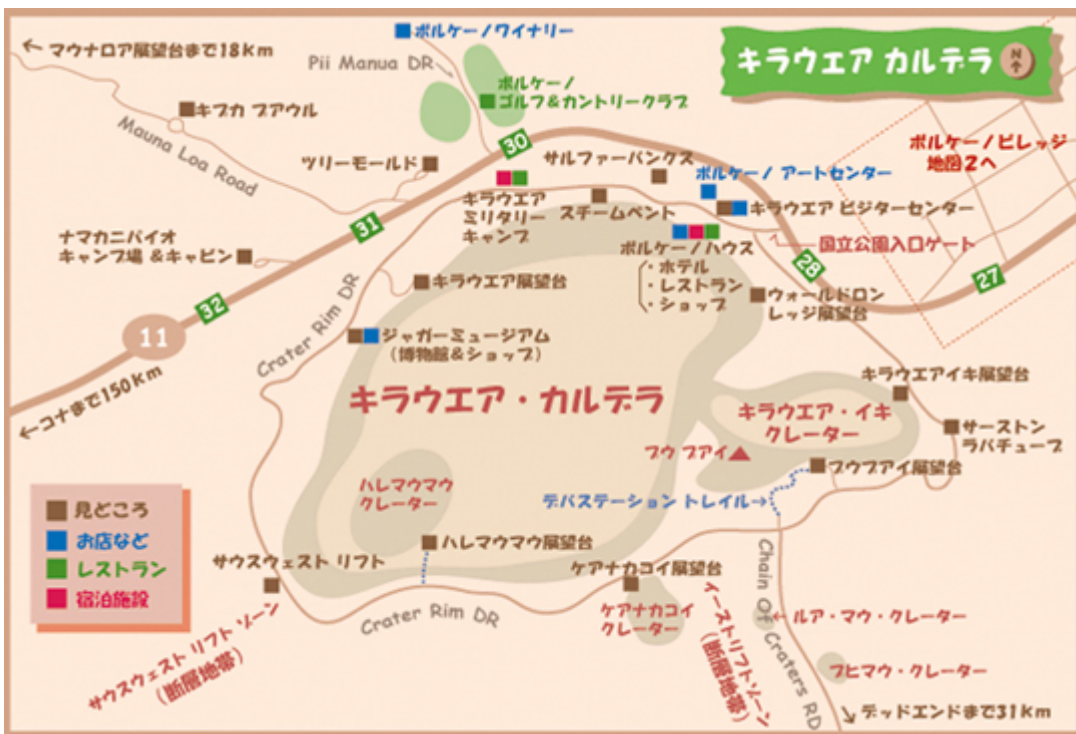 キラウエア カルデラ
N
↑
←マウナロア展望台まで18km
ボルケーノワイナリー
Pii Manua DR
ボルケーノ
ゴルフ&カントリークラブ
キプカ プアウル
Mauna Loa Road
ツリーモールド
30
サルファーバンクス
ボルケーノビレッジ
地図2へ
ボルケーノ アートセンター
キラウエア
ミリタリー
キャンプ
スチームベント
キラウエア ビジターセンター
31
ナマカニパイオ
キャンプ場 &キャビン
ボルケーノハウス
・ホテル
・レストラン
・ショップ
国立公園入口ゲート
28
27
キラウエア展望台
ウォールドロン
レッジ展望台
32
11
Crater Rim DR
ジャガーミュージアム
(博物館&ショップ)
←コナまで150km
キラウエア・カルデラ
キラウエアイキ展望台
キラウエア・イキ
クレーター
サーストン
ラバチューブ
プウ プアイ
プウプアイ展望台
ハレマウマウ
クレーター
デバステーション トレイル→
見どころ
お店など
レストラン
宿泊施設
サウスウェスト リフト
ハレマウマウ展望台
ケアナカコイ展望台
Crater Rim DR
ケアナカコイ
クレーター
サウスウェスト リフト ゾーン
(断層地帯)
イーストリフトゾーン
(断層地帯)
Chain Of Craters RD
←ルア・マウ・クレーター
プヒマウ・クレーター
デッドエンドまで31km